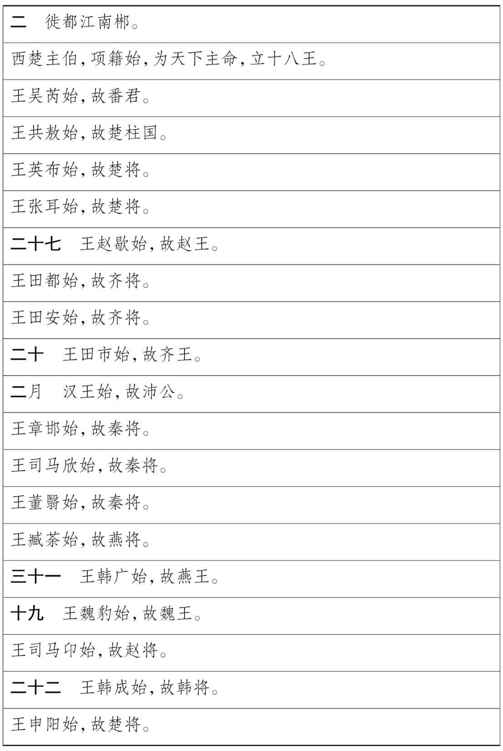 二　徙都江南郴。
西楚主伯,项籍始,为天下主命,立十八王。
王吴芮始,故番君。
王共敖始,故楚柱国。
王英布始,故楚将。
王张耳始,故楚将。
二十七　王赵歇始,故赵王。
王田都始,故齐将。
王田安始,故齐将。
二十　王田市始,故齐王。
二月　汉王始,故沛公。
王章邯始,故秦将。
王司马欣始,故秦将。
王董翳始,故秦将。
王臧荼始,故燕将。
三十一　王韩广始,故燕王。
十九　王魏豹始,故魏王。
王司马卬始,故赵将。
二十二　王韩成始,故韩将。
王申阳始,故楚将。